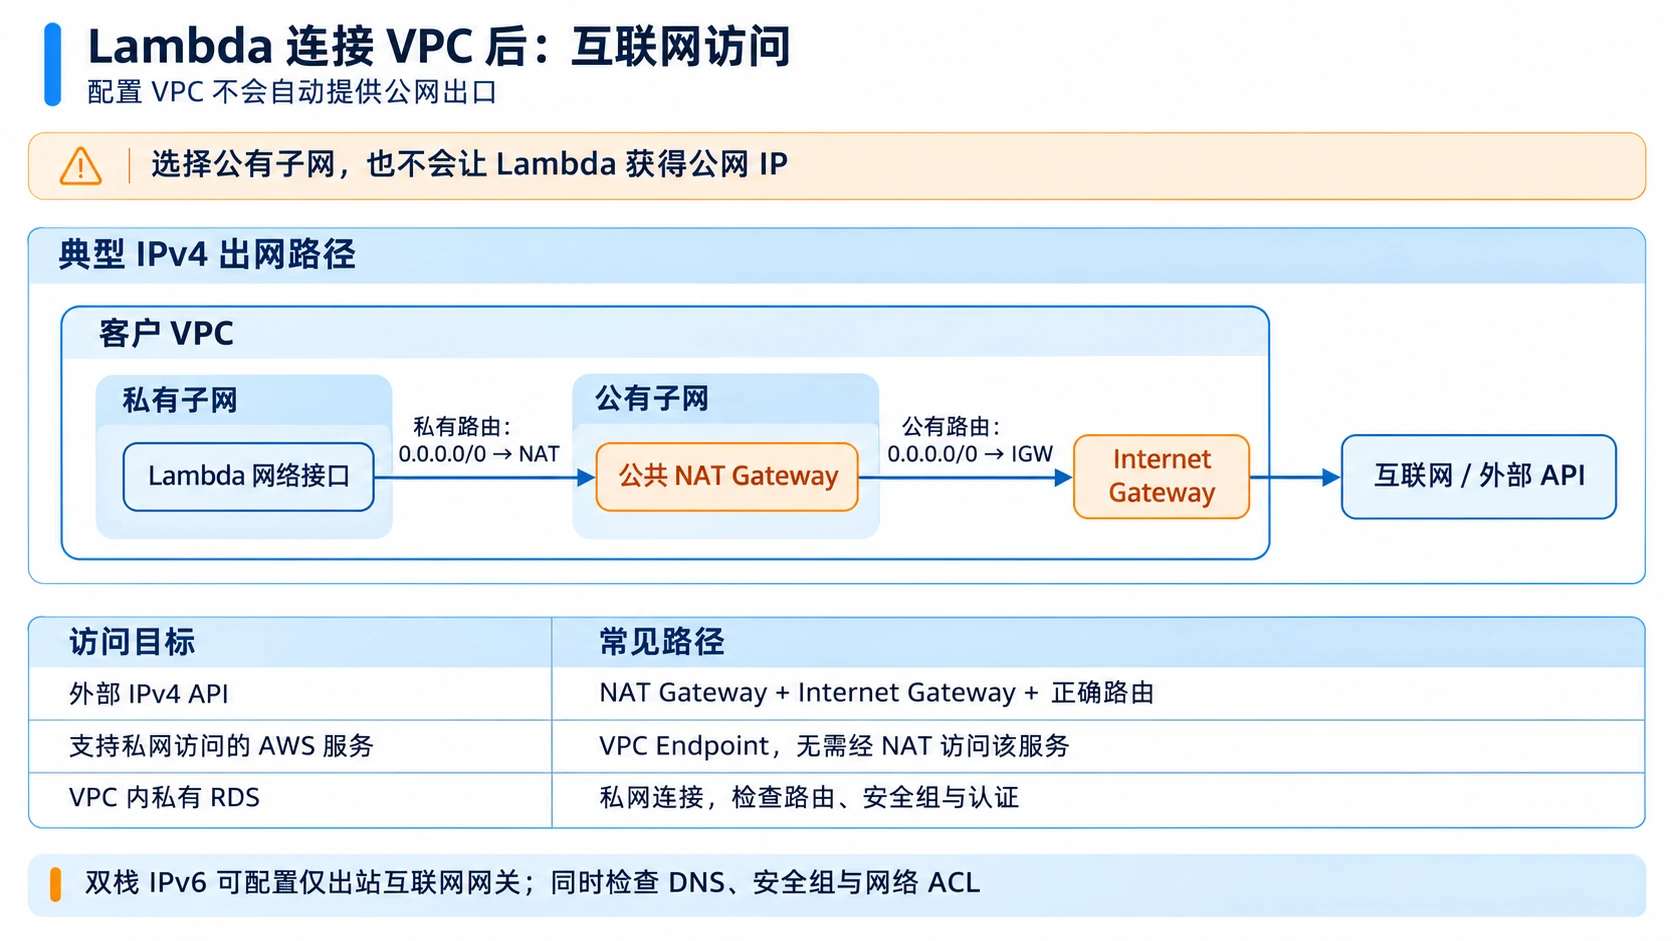 Lambda 连接 VPC 后：互联网访问
配置 VPC 不会自动提供公网出口
选择公有子网，也不会让 Lambda 获得公网 IP
典型 IPv4 出网路径
客户 VPC
私有子网
Lambda 网络接口
私有路由：
0.0.0.0/0 → NAT
公有子网
公共 NAT Gateway
公有路由：
0.0.0.0/0 → IGW
Internet
Gateway
互联网 / 外部 API
访问目标
常见路径
外部 IPv4 API
NAT Gateway + Internet Gateway + 正确路由
支持私网访问的 AWS 服务
VPC Endpoint，无需经 NAT 访问该服务
VPC 内私有 RDS
私网连接，检查路由、安全组与认证
双栈 IPv6 可配置仅出站互联网网关；同时检查 DNS、安全组与网络 ACL